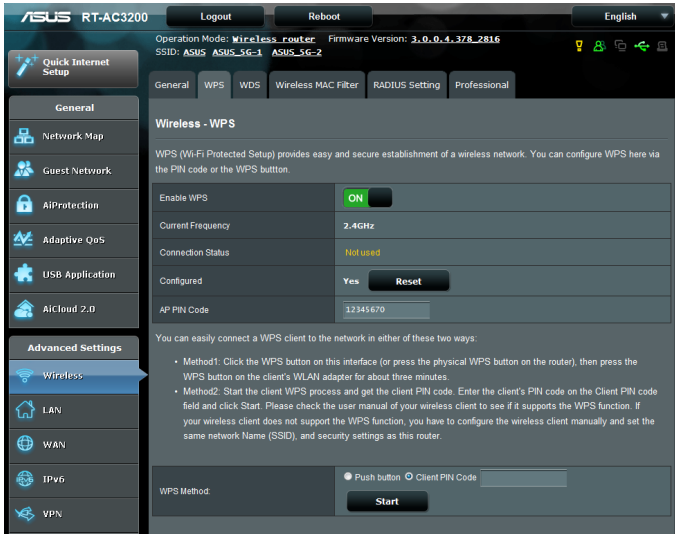 ASUS RT-AC3200 Logout Reboot English
Operation Mode: Wireless router Firmware Version: 3.0.0.4.378_2816
SSID: ASUS ASUS_5G-1 ASUS_5G-2
Quick Internet
Setup
General
Network Map
Guest Network
AiProtection
Adaptive QoS
USB Application
AiCloud 2.0
Advanced Settings
Wireless
LAN
WAN
IPv6
VPN
General WPS WDS Wireless MAC Filter RADIUS Setting Professional
Wireless - WPS
WPS (Wi-Fi Protected Setup) provides easy and secure establishment of a wireless network. You can configure WPS here via
the PIN code or the WPS buttton.
Enable WPS ON
Current Frequency 2.4GHz
Connection Status Not used
Configured Yes Reset
AP PIN Code 12345670
You can easily connect a WPS client to the network in either of these two ways:
• Method1: Click the WPS button on this interface (or press the physical WPS button on the router), then press the
WPS button on the client's WLAN adapter for about three minutes.
• Method2: Start the client WPS process and get the client PIN code. Enter the client's PIN code on the Client PIN code
field and click Start. Please check the user manual of your wireless client to see if it supports the WPS function. If
your wireless client does not support the WPS function, you have to configure the wireless client manually and set the
same network Name (SSID), and security settings as this router.
WPS Method: Push button Client PIN Code
Start